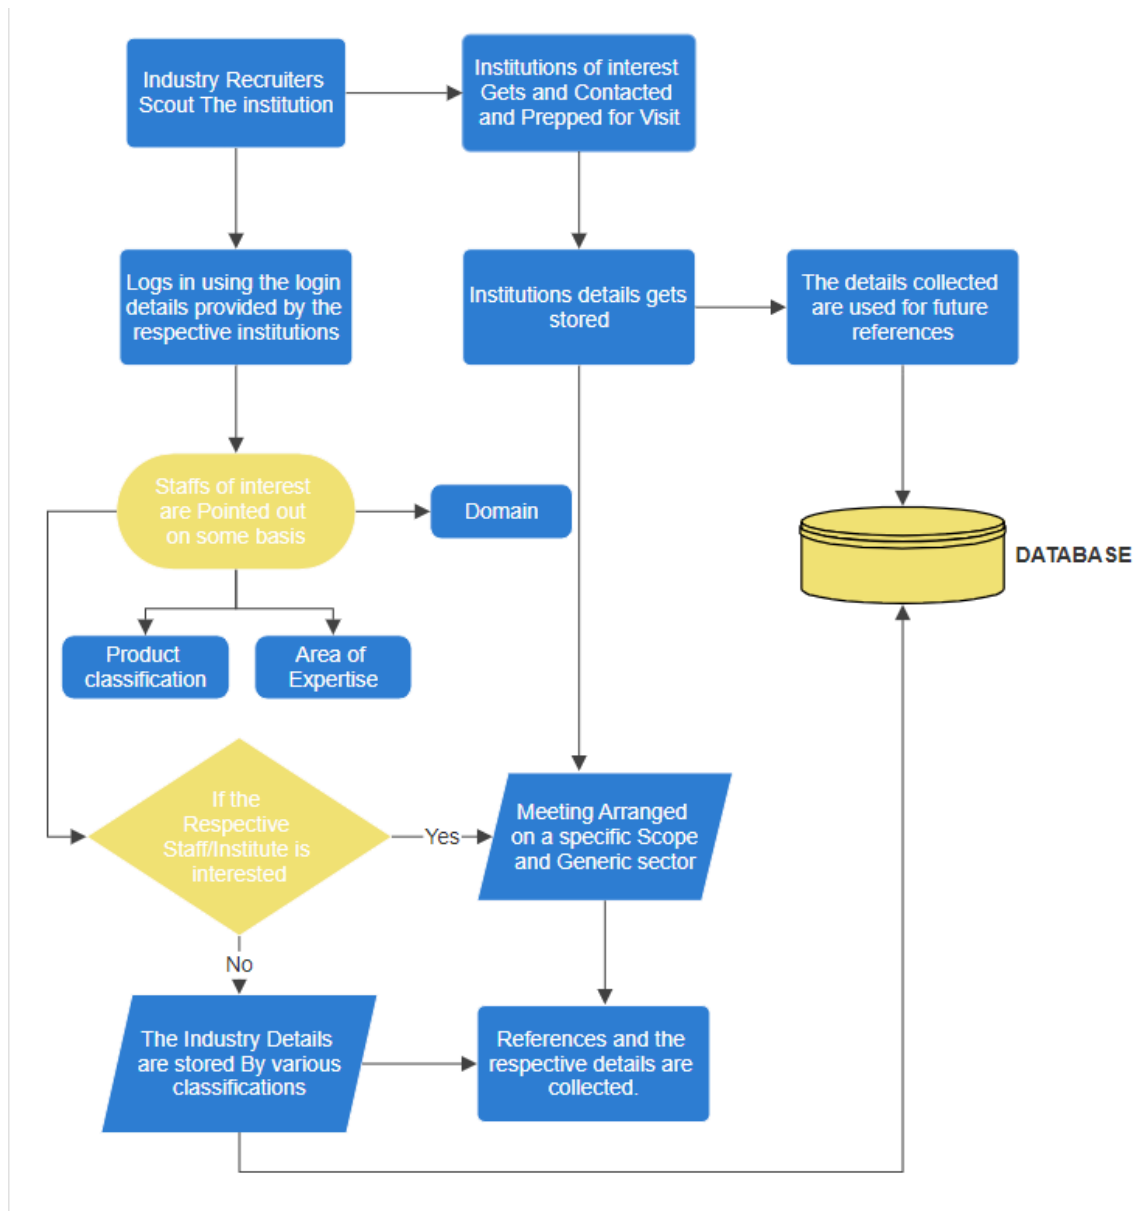 Industry Recruiters
Scout The institution
Institutions of interest
Gets and Contacted
and Prepped for Visit
Logs in using the login
details provided by the
respective institutions
Institutions details gets
stored
The details collected
are used for future
references
Staffs of interest
are Pointed out
on some basis
Domain
DATABASE
Product
classification
Area of
Expertise
If the
Respective
Staff/Institute is
interested
Yes
Meeting Arranged
on a specific Scope
and Generic sector
No
The Industry Details
are stored By various
classifications
References and the
respective details are
collected.